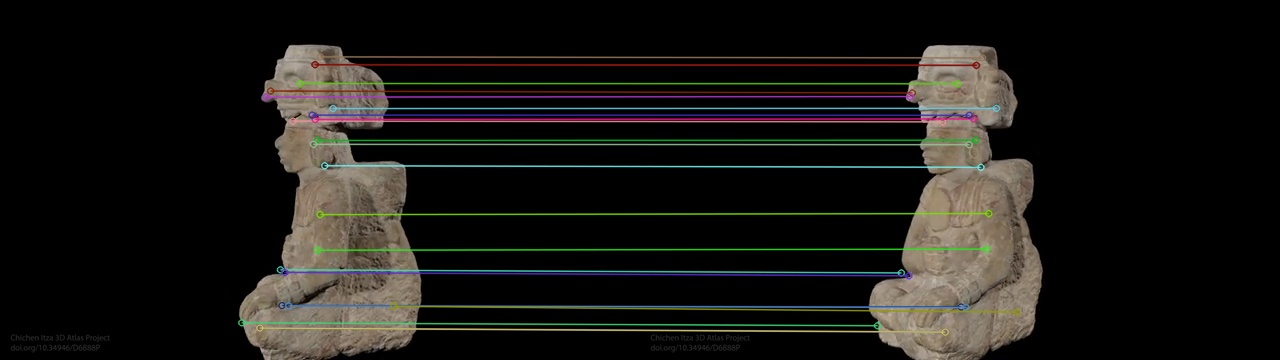 Chichen Itza 3D Atlas Project
doi.org/10.34946/D6B88P
Chichen Itza 3D Atlas Project
doi.org/10.34946/D6B88P